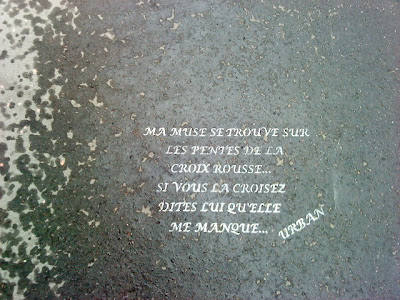 MA MUSE SE TROUVE SUR
LES PENTES DE LA
CROIX ROUSSE...
SI VOUS LA CROISEZ
DITES LUI QU'ELLE
ME MANQUE...
URBAN